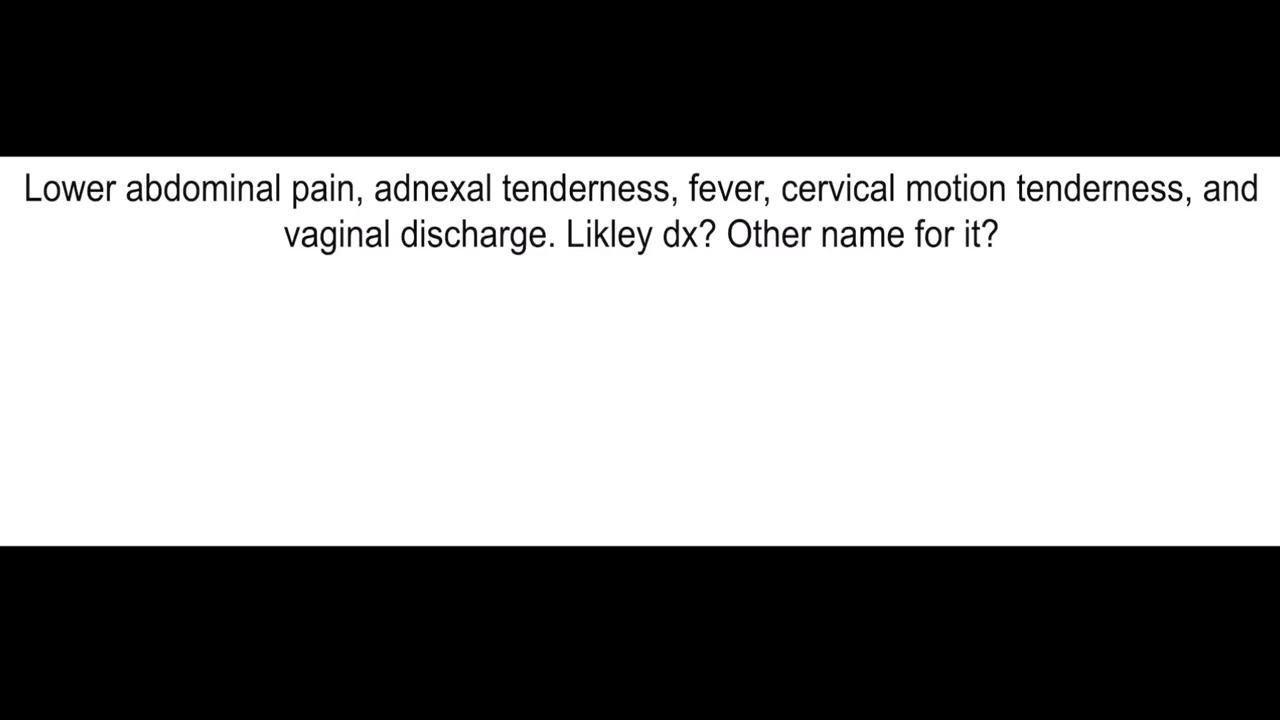 Lower abdominal pain, adnexal tenderness, fever, cervical motion tenderness, and
vaginal discharge. Likley dx? Other name for it?